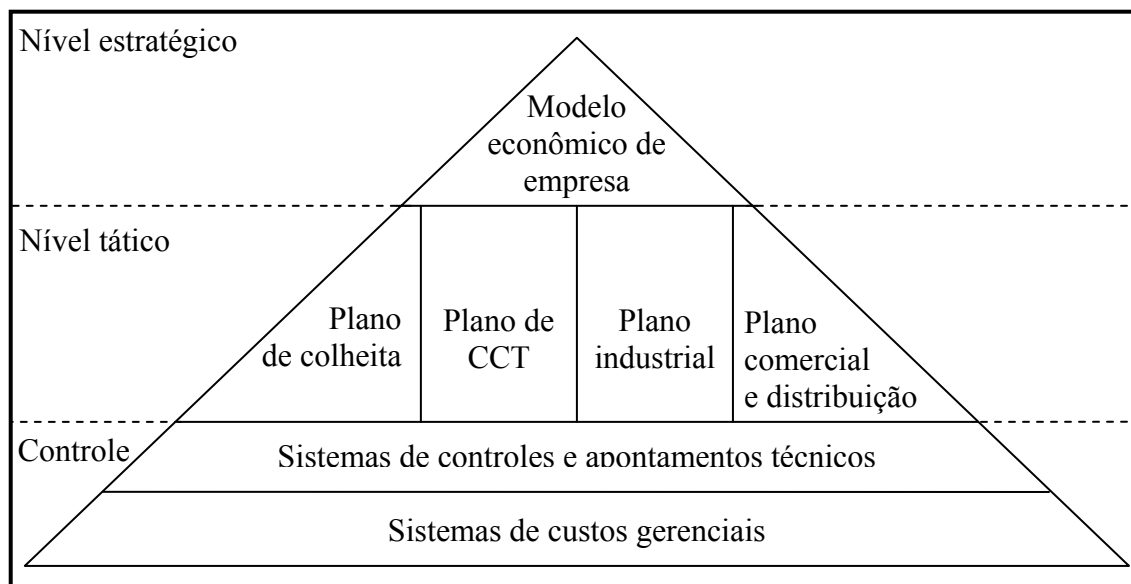 Nível estratégico
Modelo
econômico de
empresa
Nível tático
Plano
de colheita
Plano de
CCT
Plano
industrial
Plano
comercial
e distribuição
Controle
Sistemas de controles e apontamentos técnicos
Sistemas de custos gerenciais